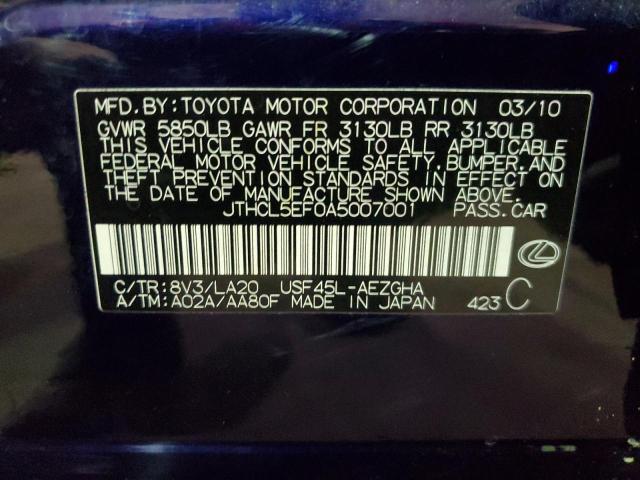 MFD. BY: TOYOTA MOTOR CORPORATION 03/10
GVWR 5850LB GAWR FR 3130LB RR 3130LB
THIS VEHICLE CONFORMS TO ALL APPLICABLE
FEDERAL MOTOR VEHICLE SAFETY, BUMPER, AND
THEFT PREVENTION STANDARDS IN EFFECT ON
THE DATE OF MANUFACTURE SHOWN ABOVE.
JTHCL5EF0A5007001 PASS.CAR
C/TR: 8V3/LA20 USF45L-AEZGHA
A/TM: A02A/AA80F MADE IN JAPAN 423 C